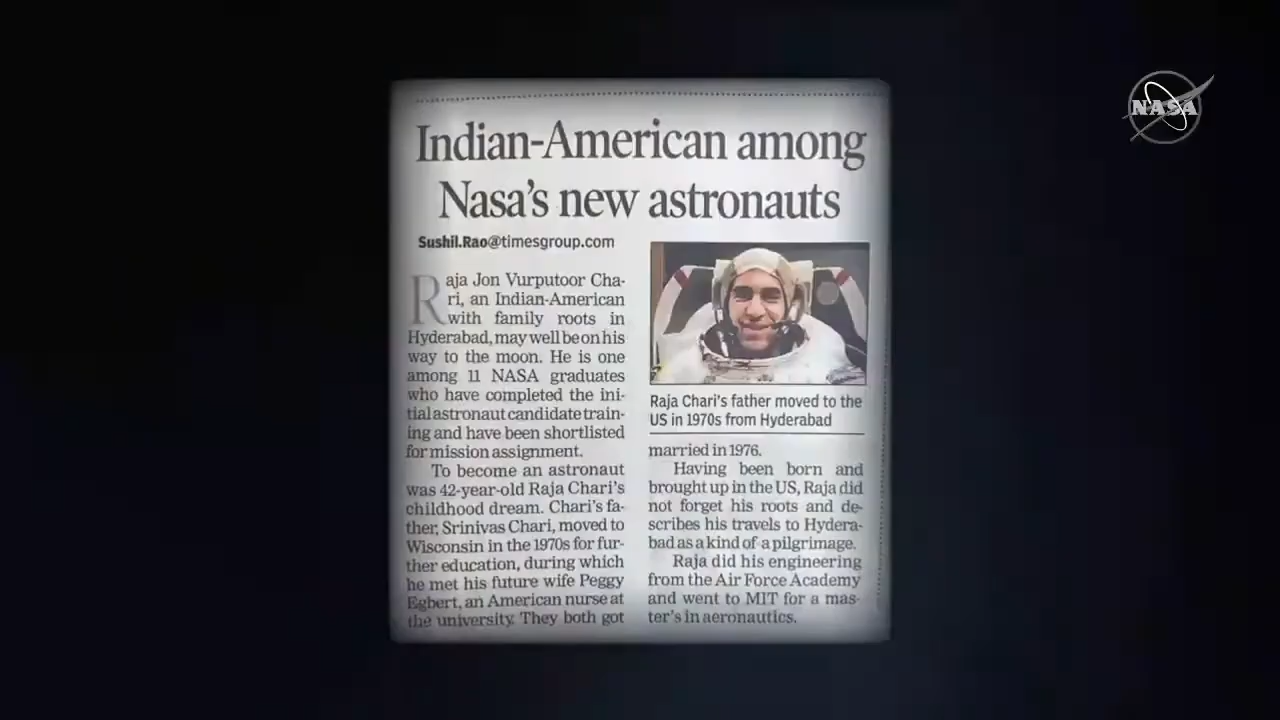 Indian-American among
Nasa's new astronauts
Sushil.Rao@timesgroup.com
Raja Jon Vurputoor Cha-
ri, an Indian-American
with family roots in
Hyderabad, may well be on his
way to the moon. He is one
among 11 NASA graduates
who have completed the ini-
tial astronaut candidate train-
ing and have been shortlisted
for mission assignment.
To become an astronaut
was 42-year-old Raja Chari's
childhood dream. Chari's fa-
ther, Srinivas Chari, moved to
Wisconsin in the 1970s for fur-
ther education, during which
he met his future wife Peggy
Egbert, an American nurse at
the university. They both got
Raja Chari's father moved to the
US in 1970s from Hyderabad
married in 1976.
Having been born and
brought up in the US, Raja did
not forget his roots and de-
scribes his travels to Hydera-
bad as a kind of a pilgrimage.
Raja did his engineering
from the Air Force Academy
and went to MIT for a mas-
ter's in aeronautics.
NASA